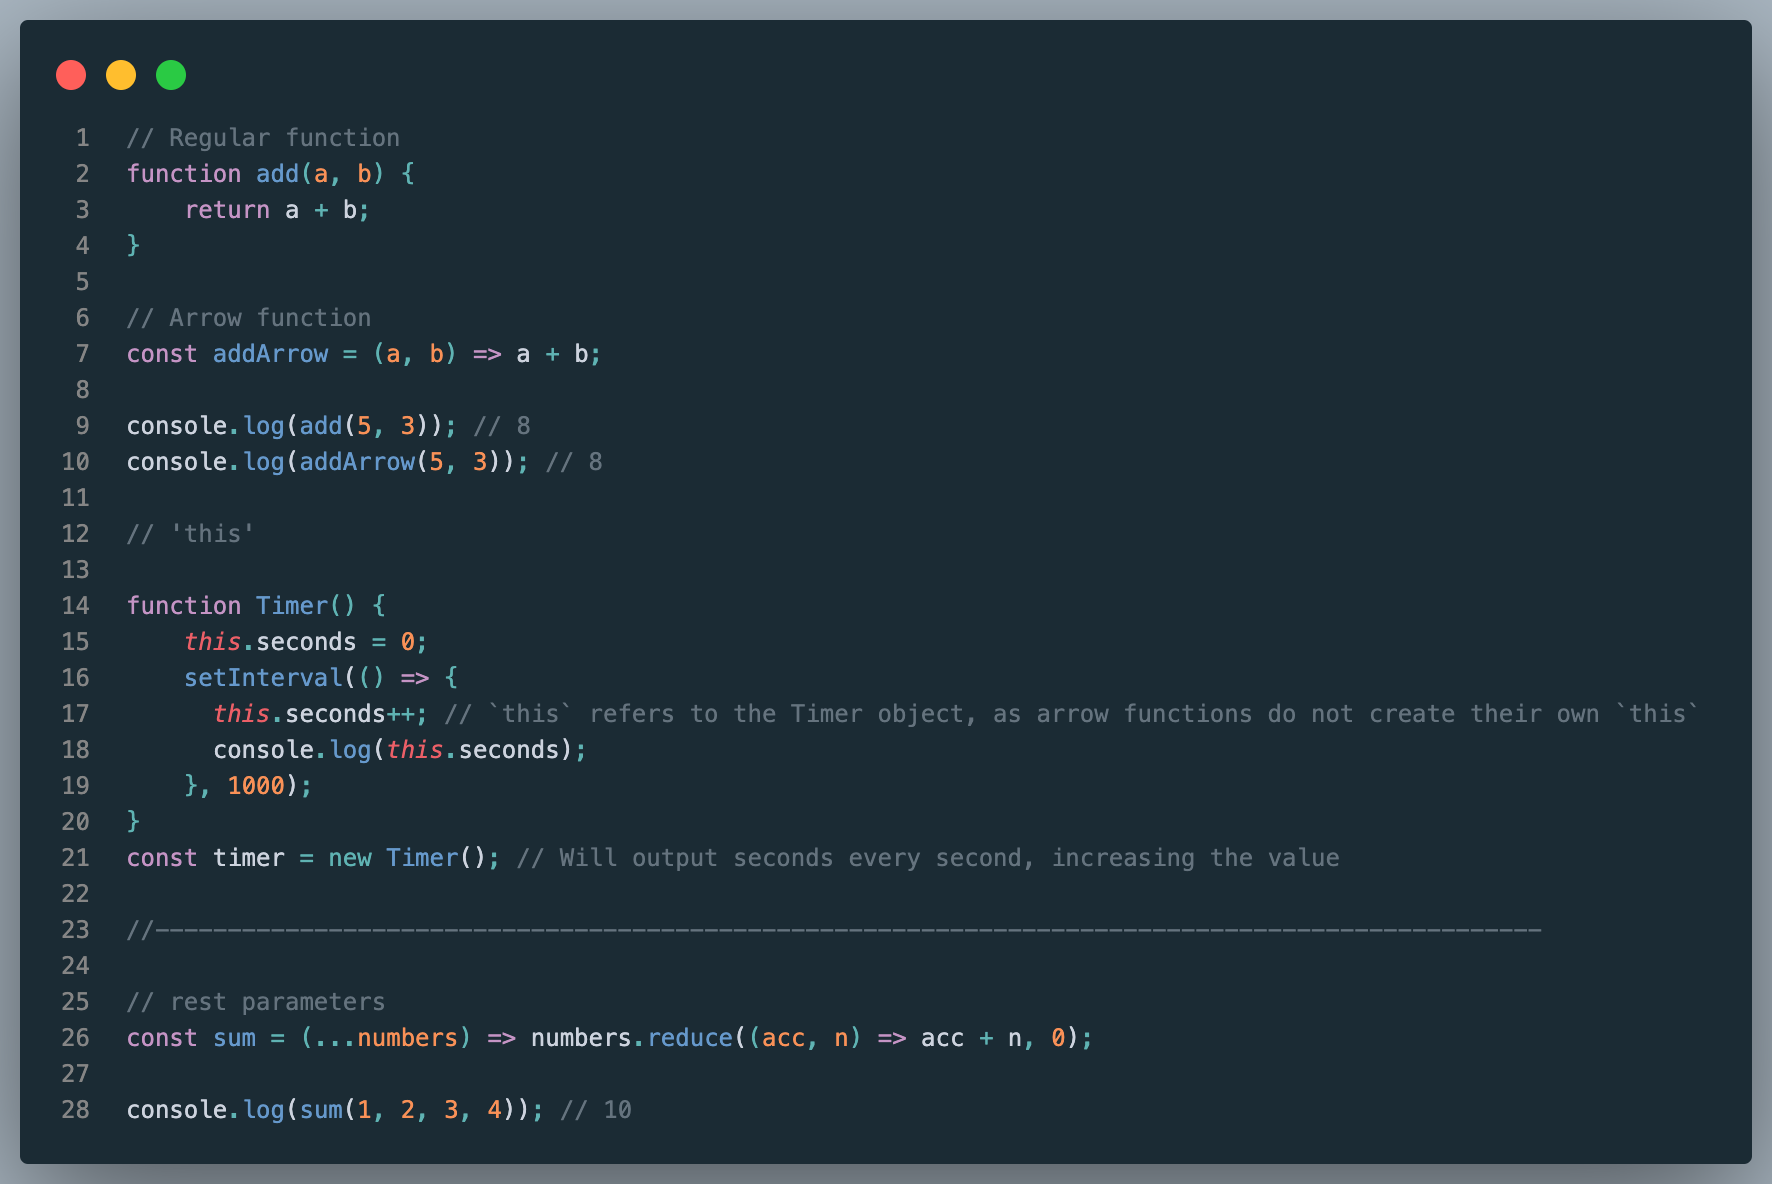 1 // Regular function
2 function add(a, b) {
3     return a + b;
4 }
5
6 // Arrow function
7 const addArrow = (a, b) => a + b;
8
9 console.log(add(5, 3)); // 8
10 console.log(addArrow(5, 3)); // 8
11
12 // 'this'
13
14 function Timer() {
15     this.seconds = 0;
16     setInterval(() => {
17       this.seconds++; // `this` refers to the Timer object, as arrow functions do not create their own `this`
18       console.log(this.seconds);
19     }, 1000);
20 }
21 const timer = new Timer(); // Will output seconds every second, increasing the value
22
23 //------------------------------------------------------------------------------------------------
24
25 // rest parameters
26 const sum = (...numbers) => numbers.reduce((acc, n) => acc + n, 0);
27
28 console.log(sum(1, 2, 3, 4)); // 10